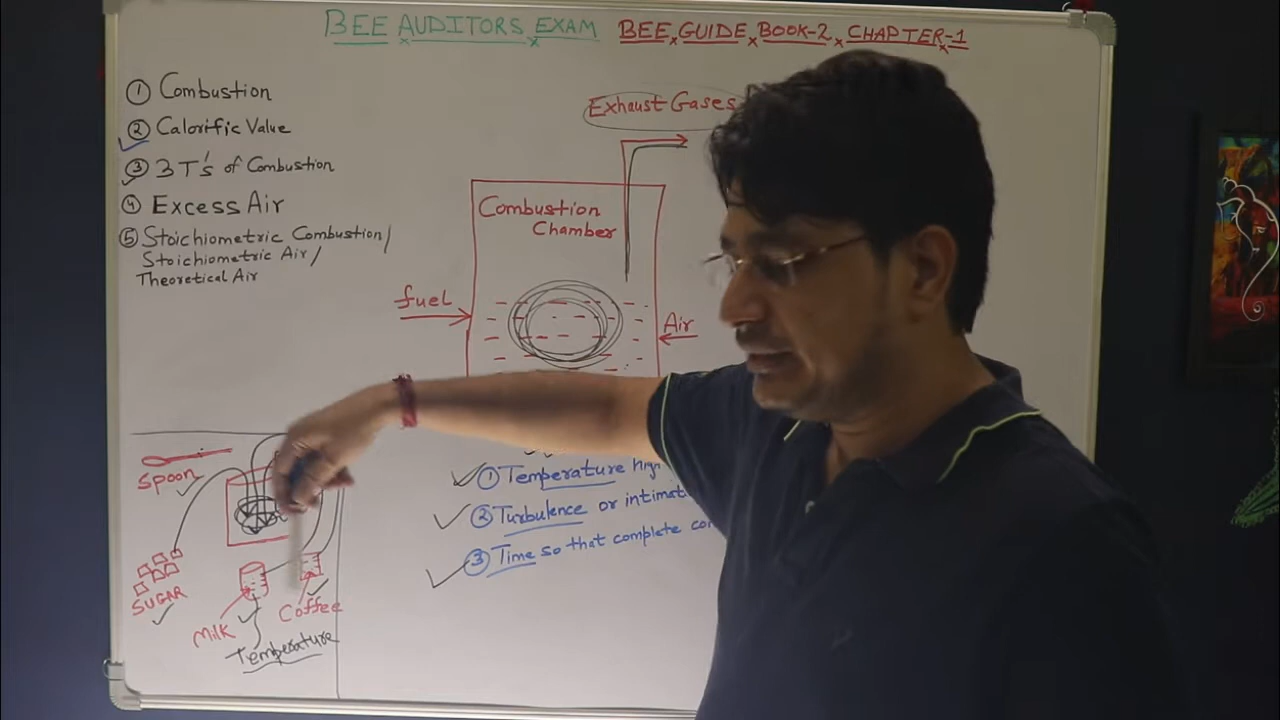 BEE AUDITORS EXAM BEE GUIDE BOOK-2, CHAPTER-1
① Combustion
② Calorific Value
③ 3 T's of Combustion
④ Excess Air
⑤ Stoichiometric Combustion/
Stoichiometric Air/
Theoretical Air
Exhaust Gases
Combustion
Chamber
fuel
Air
Spoon
SUGAR
Milk
Coffee
Temperature
① Temperature high
② Turbulence or
③ Time so that complete